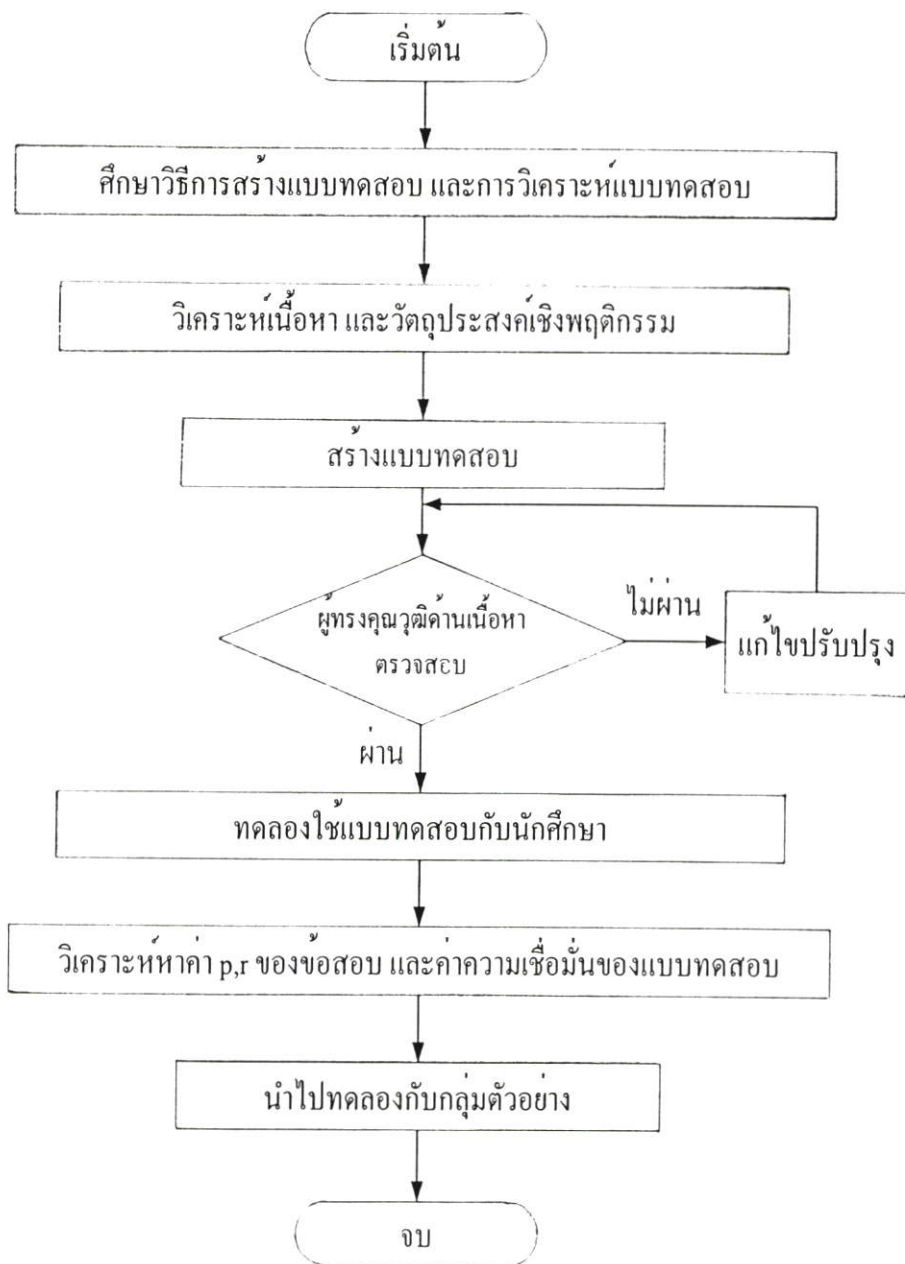 เริ่มต้น
ศึกษาวิธีการสร้างแบบทดสอบ และการวิเคราะห์แบบทดสอบ
วิเคราะห์เนื้อหา และวัตถุประสงค์เชิงพฤติกรรม
สร้างแบบทดสอบ
ผู้ทรงคุณวุฒิด้านเนื้อหา
ตรวจสอบ
ไม่ผ่าน
แก้ไขปรับปรุง
ผ่าน
ทดลองใช้แบบทดสอบกับนักศึกษา
วิเคราะห์หาค่า p,r ของข้อสอบ และค่าความเชื่อมั่นของแบบทดสอบ
นำไปทดลองกับกลุ่มตัวอย่าง
จบ